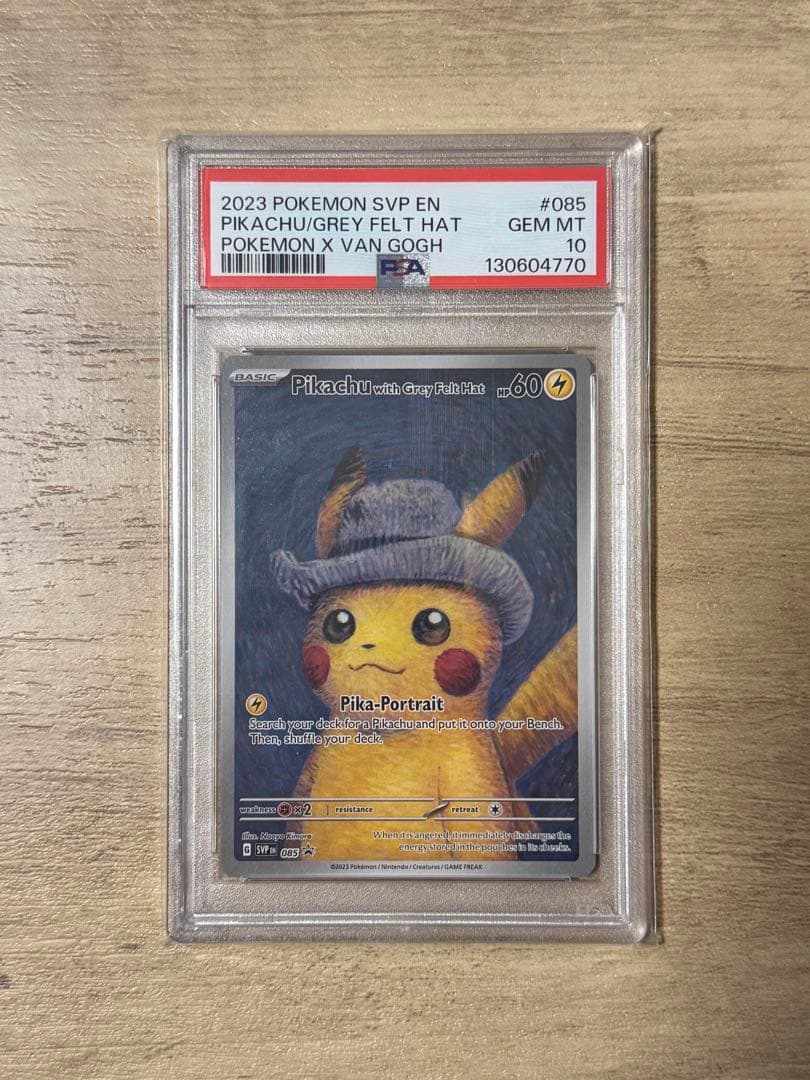 2023 POKEMON SVP EN #085
PIKACHU/GREY FELT HAT GEM MT
POKEMON X VAN GOGH 10
PSA 130604770
BASIC Pikachu with Grey Felt Hat HP60
Pika-Portrait
Search your deck for a Pikachu and put it onto your Bench.
Then, shuffle your deck.
weakness ×2 resistance retreat
Illus. Naoyo Kimura
When it is angered, it immediately discharges the
energy stored in the pouches in its cheeks.
G SVP EN 085
©2023 Pokémon / Nintendo / Creatures / GAME FREAK